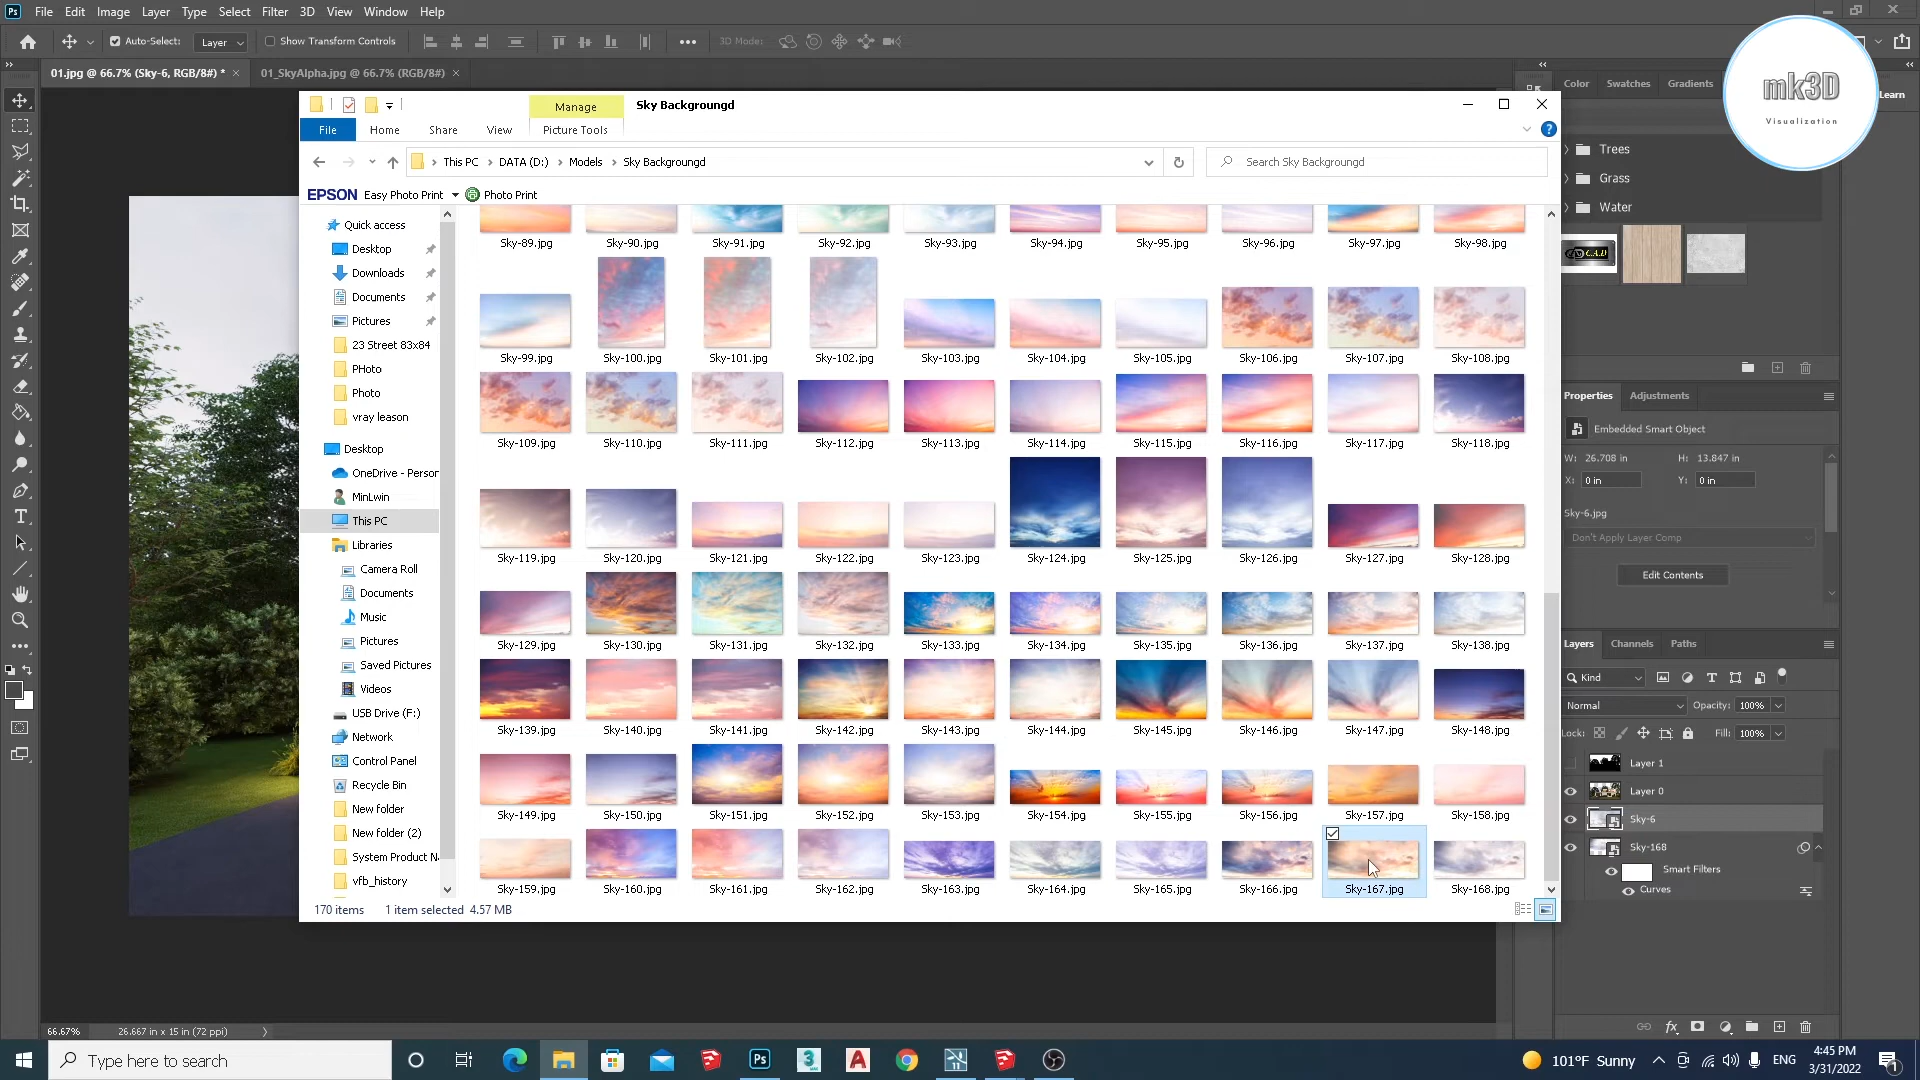 File Edit Image Layer Type Select Filter 3D View Window Help
Auto-Select: Layer Show Transform Controls 3D Mode:
01.jpg @ 66.7% (Sky-6, RGB/8#) * × 01_SkyAlpha.jpg @ 66.7% (RGB/8#) ×
Manage Sky Backgroungd
File Home Share View Picture Tools
This PC DATA (D:) Models Sky Backgroungd Search Sky Backgroungd
EPSON Easy Photo Print Photo Print
Quick access
Desktop
Downloads
Documents
Pictures
23 Street 83x84
PHoto
Photo
vray leason
Desktop
OneDrive - Person
MinLwin
This PC
Libraries
Camera Roll
Documents
Music
Pictures
Saved Pictures
Videos
USB Drive (F:)
Network
Control Panel
Recycle Bin
New folder
New folder (2)
System Product N
vfb_history
Sky-89.jpg Sky-90.jpg Sky-91.jpg Sky-92.jpg Sky-93.jpg Sky-94.jpg Sky-95.jpg Sky-96.jpg Sky-97.jpg Sky-98.jpg
Sky-99.jpg Sky-100.jpg Sky-101.jpg Sky-102.jpg Sky-103.jpg Sky-104.jpg Sky-105.jpg Sky-106.jpg Sky-107.jpg Sky-108.jpg
Sky-109.jpg Sky-110.jpg Sky-111.jpg Sky-112.jpg Sky-113.jpg Sky-114.jpg Sky-115.jpg Sky-116.jpg Sky-117.jpg Sky-118.jpg
Sky-119.jpg Sky-120.jpg Sky-121.jpg Sky-122.jpg Sky-123.jpg Sky-124.jpg Sky-125.jpg Sky-126.jpg Sky-127.jpg Sky-128.jpg
Sky-129.jpg Sky-130.jpg Sky-131.jpg Sky-132.jpg Sky-133.jpg Sky-134.jpg Sky-135.jpg Sky-136.jpg Sky-137.jpg Sky-138.jpg
Sky-139.jpg Sky-140.jpg Sky-141.jpg Sky-142.jpg Sky-143.jpg Sky-144.jpg Sky-145.jpg Sky-146.jpg Sky-147.jpg Sky-148.jpg
Sky-149.jpg Sky-150.jpg Sky-151.jpg Sky-152.jpg Sky-153.jpg Sky-154.jpg Sky-155.jpg Sky-156.jpg Sky-157.jpg Sky-158.jpg
Sky-159.jpg Sky-160.jpg Sky-161.jpg Sky-162.jpg Sky-163.jpg Sky-164.jpg Sky-165.jpg Sky-166.jpg Sky-167.jpg Sky-168.jpg
170 items 1 item selected 4.57 MB
Color Swatches Gradients Learn
mk3D
Visualization
Trees
Grass
Water
Properties Adjustments
Embedded Smart Object
W: 26.708 in H: 13.847 in
X: 0 in Y: 0 in
Sky-6.jpg
Don't Apply Layer Comp
Edit Contents
Layers Channels Paths
Kind
Normal Opacity: 100%
Lock: Fill: 100%
Layer 1
Layer 0
Sky-6
Sky-168
Smart Filters
Curves
66.67% 26.667 in x 15 in (72 ppi)
Type here to search 101°F Sunny ENG 4:45 PM
3/31/2022